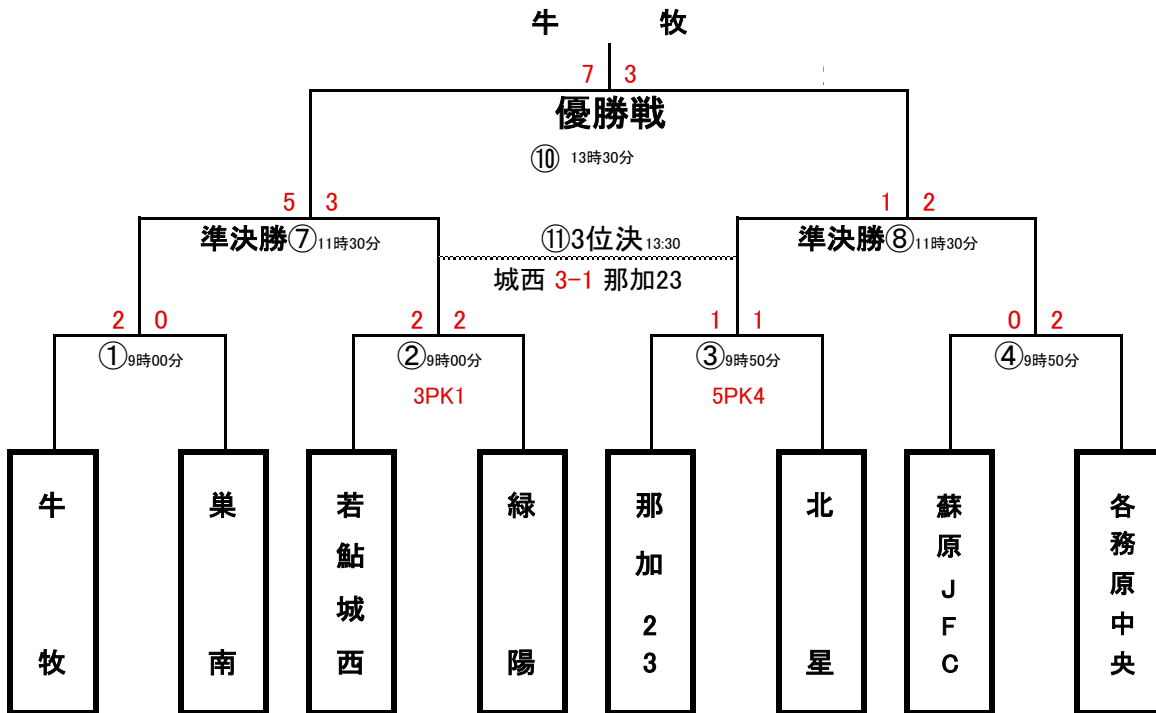 牛 牧
7 3
優勝戦
⑩ 13時30分
5 3
1 2
準決勝⑦11時30分
⑪3位決13:30
準決勝⑧11時30分
城西 3-1 那加23
2 0
2 2
1 1
0 2
①9時00分
②9時00分
③9時50分
④9時50分
3PK1
5PK4
牛牧
巣南
若鮎城西
緑陽
那加23
北星
蘇原JFC
各務原中央